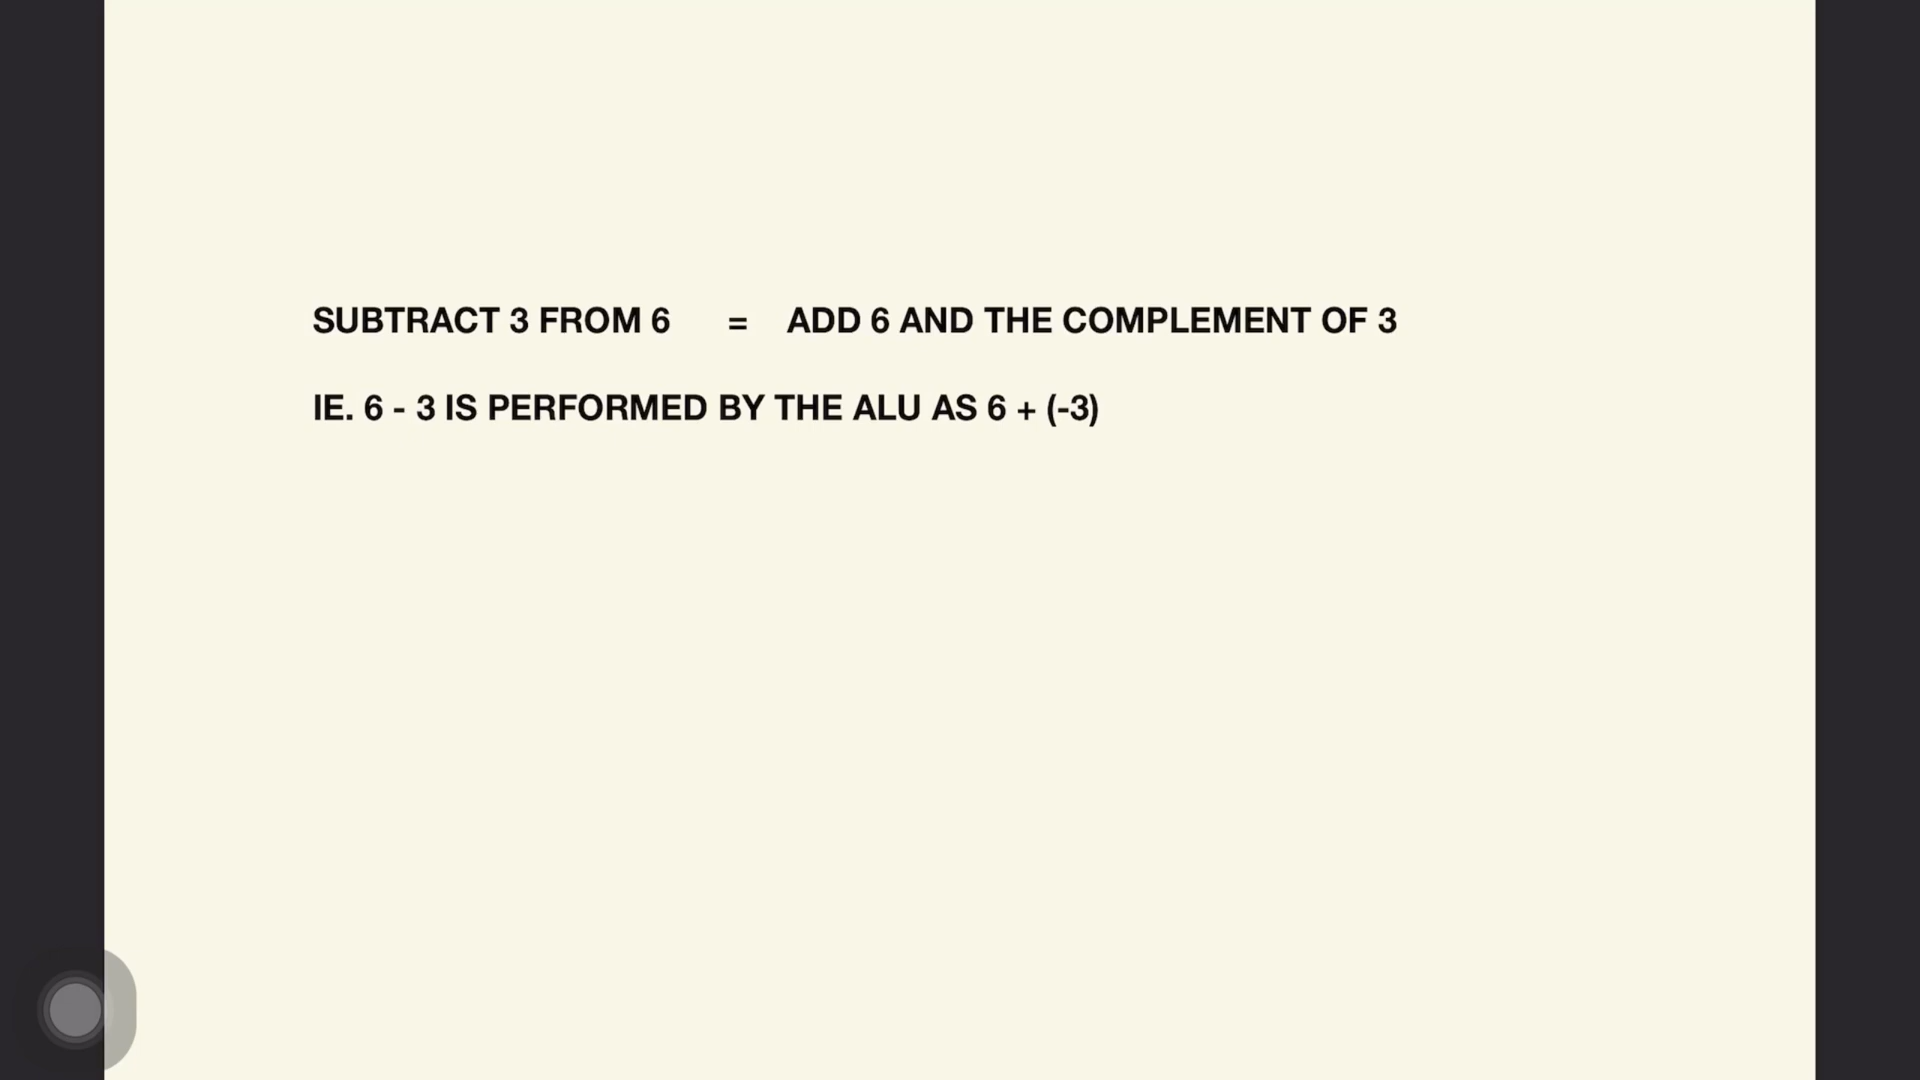 SUBTRACT 3 FROM 6 = ADD 6 AND THE COMPLEMENT OF 3
IE. 6 - 3 IS PERFORMED BY THE ALU AS 6 + (-3)